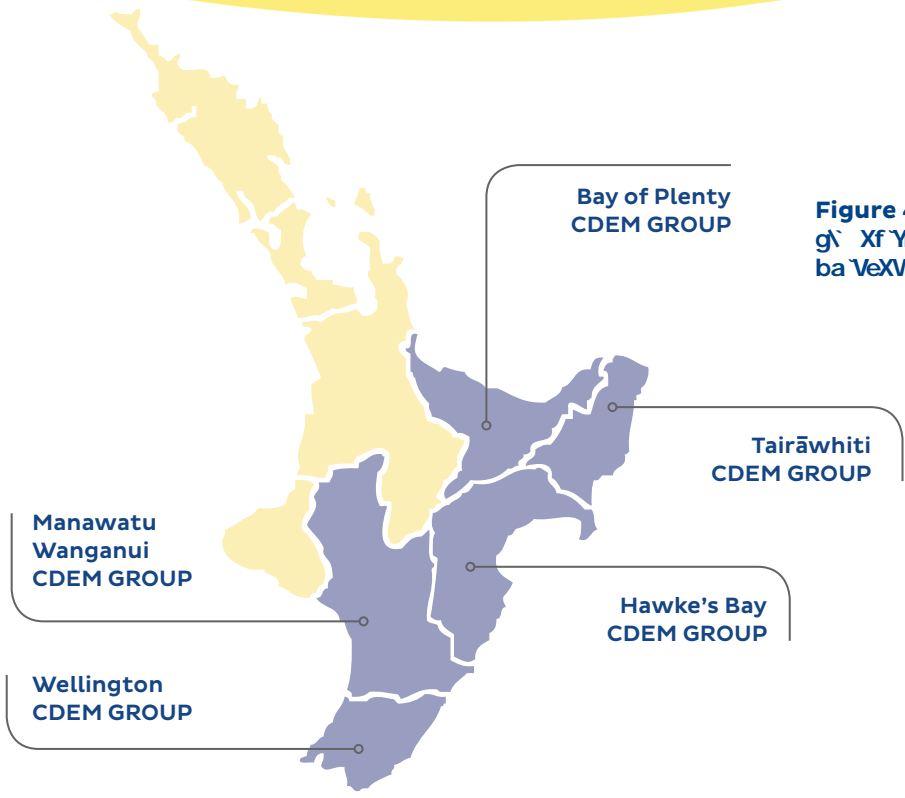 Bay of Plenty
CDEM GROUP
Figure
Tairāwhiti
CDEM GROUP
Manawatu
Wanganui
CDEM GROUP
Hawke’s Bay
CDEM GROUP
Wellington
CDEM GROUP